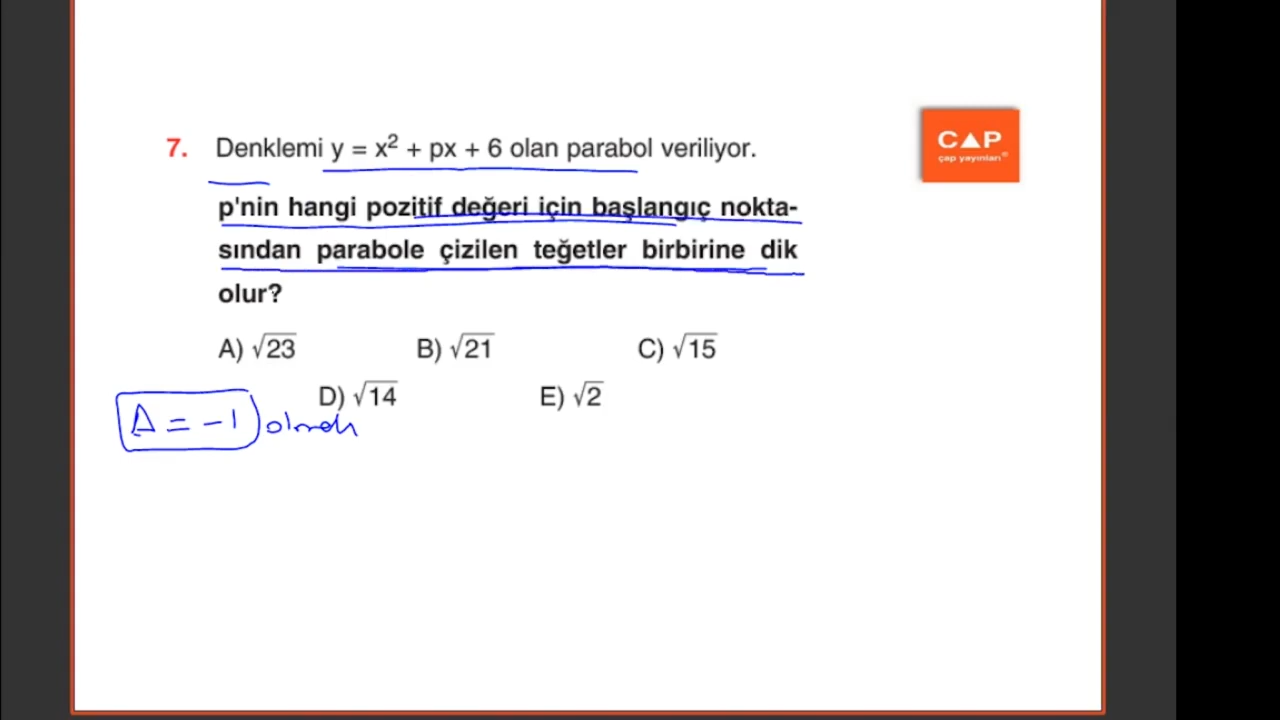 7. Denklemi y = x² + px + 6 olan parabol veriliyor.
ÇAP
çap yayınları
p'nin hangi pozitif değeri için başlangıç nokta-
sından parabole çizilen teğetler birbirine dik
olur?
A) √23 B) √21 C) √15
D) √14 E) √2
Δ = -1 olmalı